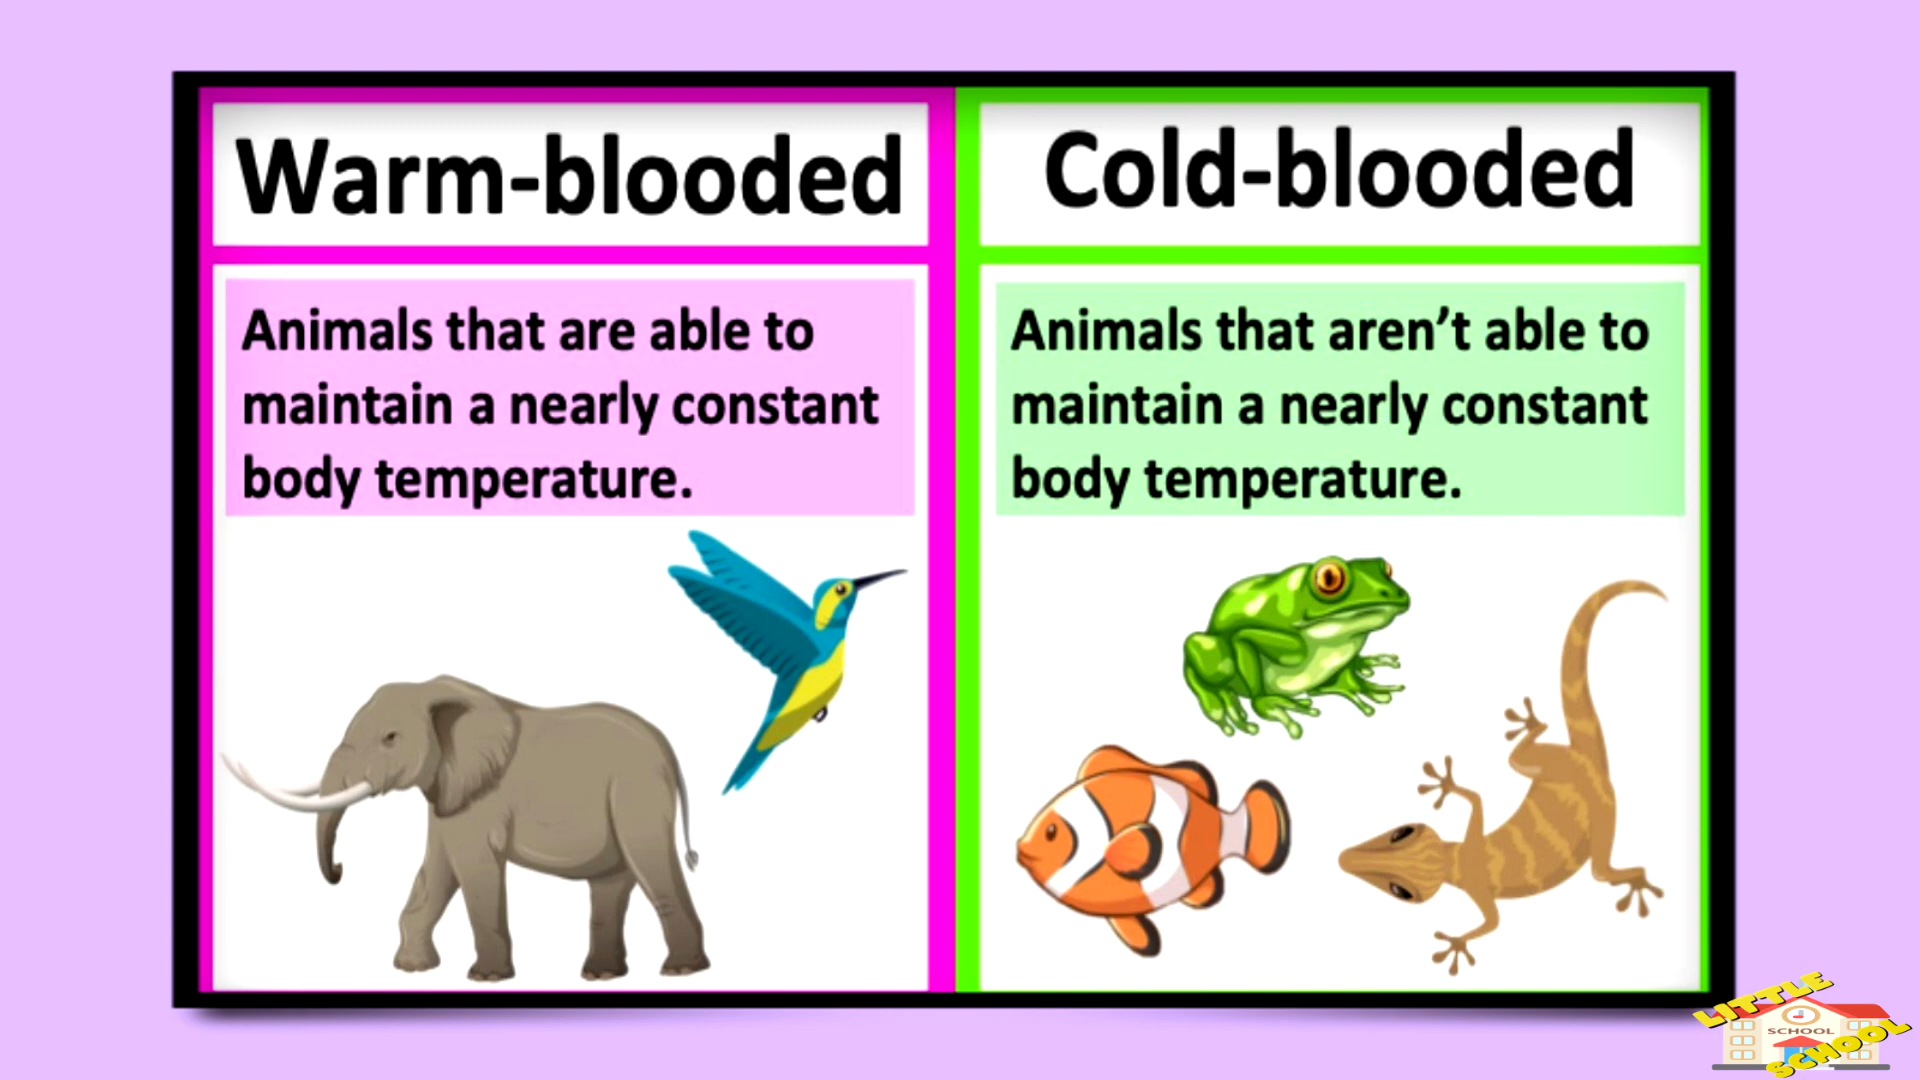 Warm-blooded
Animals that are able to
maintain a nearly constant
body temperature.
Cold-blooded
Animals that aren’t able to
maintain a nearly constant
body temperature.
LITTLE
SCHOOL
SCHOOL